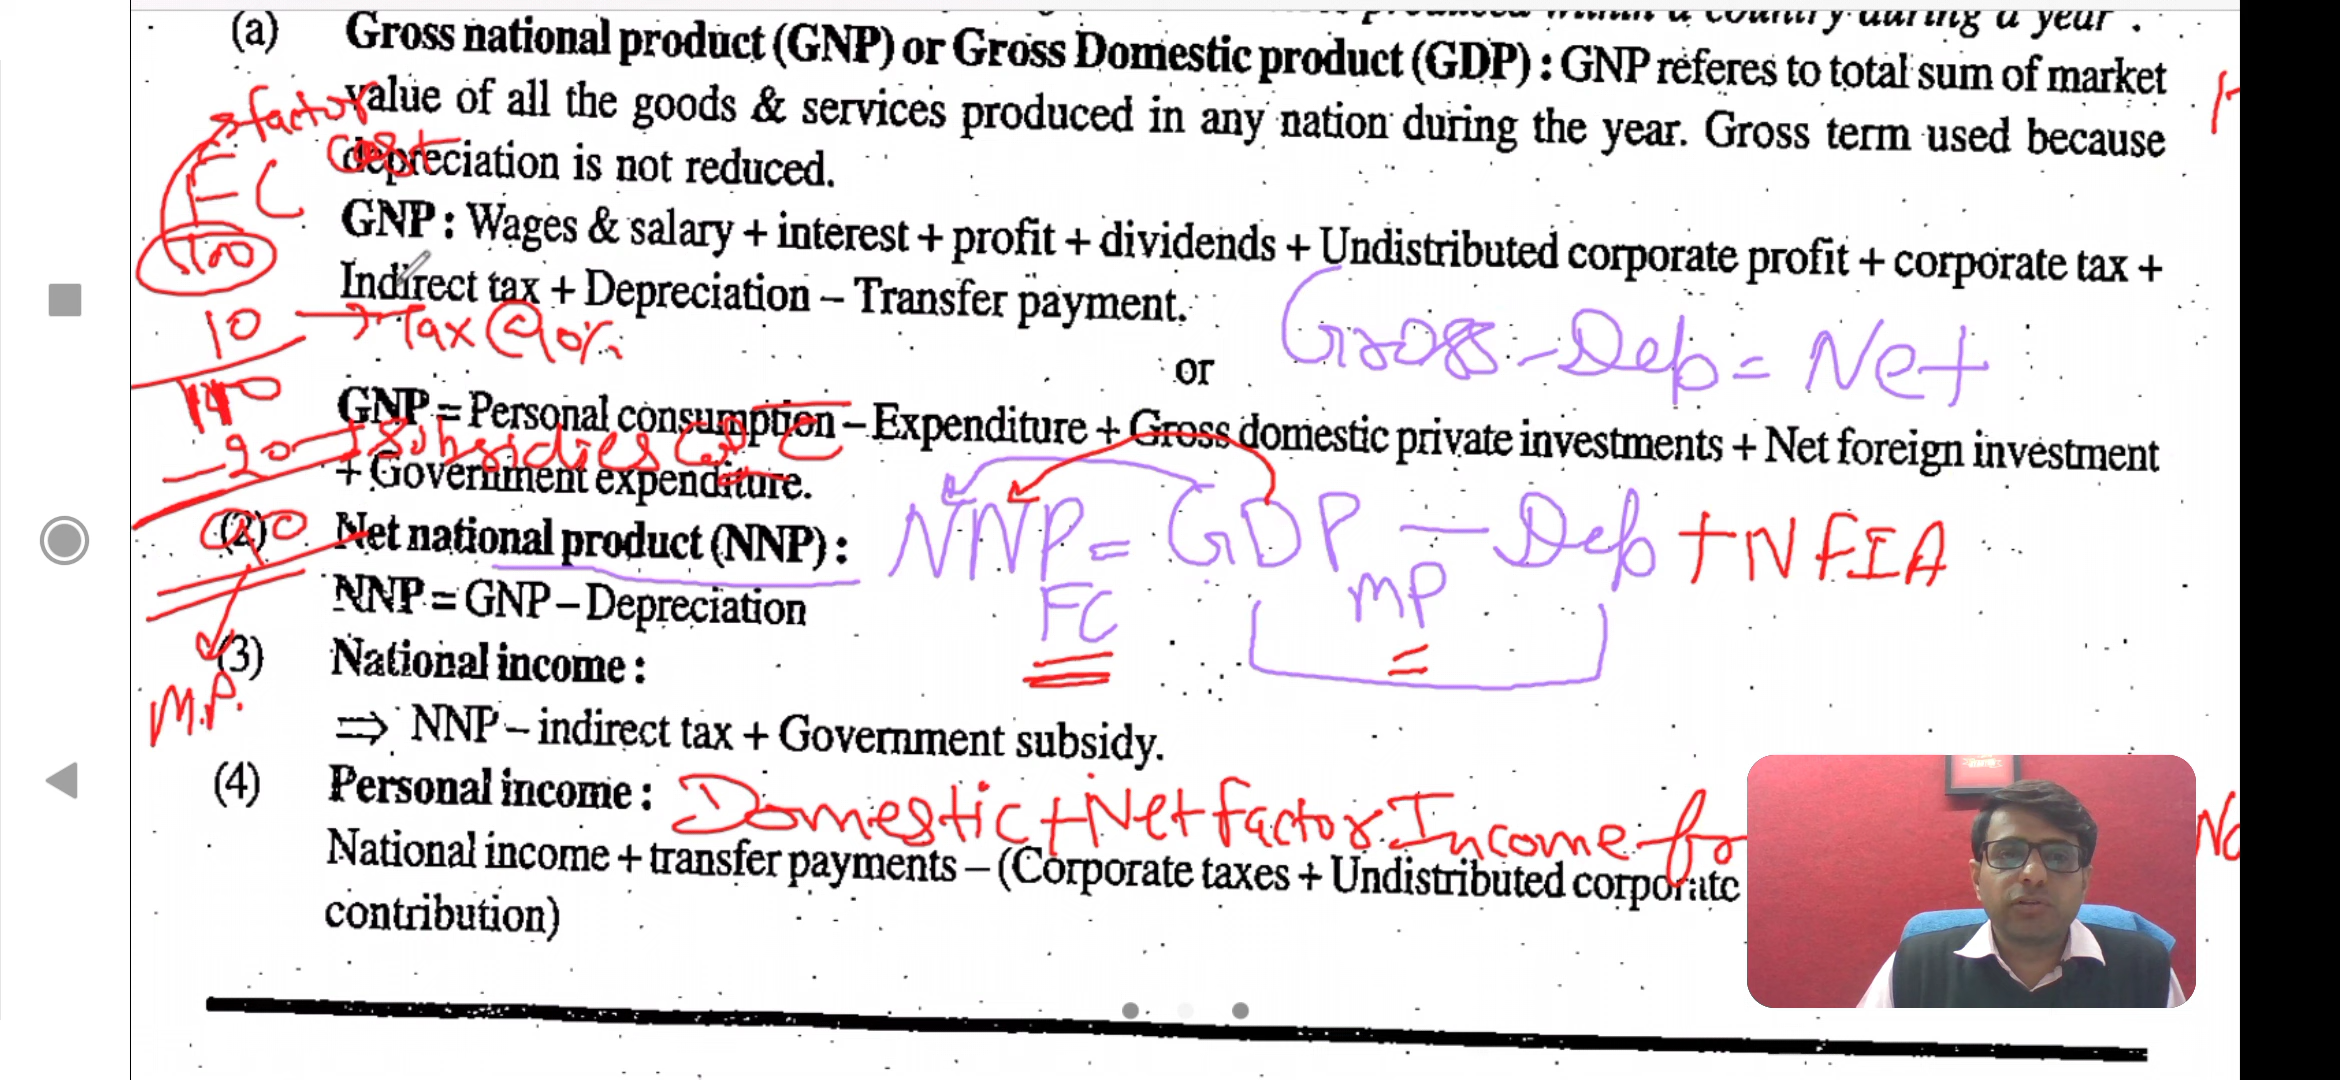 produced within a country during a year .
(a) Gross national product (GNP) or Gross Domestic product (GDP) : GNP referes to total sum of market
value of all the goods & services produced in any nation during the year. Gross term used because
depreciation is not reduced.
factor
cost
FC
GNP : Wages & salary + interest + profit + dividends + Undistributed corporate profit + corporate tax +
100
Indirect tax + Depreciation – Transfer payment.
10 → Tax @10%
Gross - Dep = Net
or
110
GNP = Personal consumption – Expenditure + Gross domestic private investments + Net foreign investment
- 20 → Subsidies @
+ Government expenditure.
90
(2) Net national product (NNP) :
NNP FC = GDP MP - Dep + NFIA
NNP = GNP – Depreciation
(3) National income :
M.P.
⇒ NNP – indirect tax + Government subsidy.
(4) Personal income :
Domestic + Net factor Income
National income + transfer payments – (Corporate taxes + Undistributed corporate
contribution)